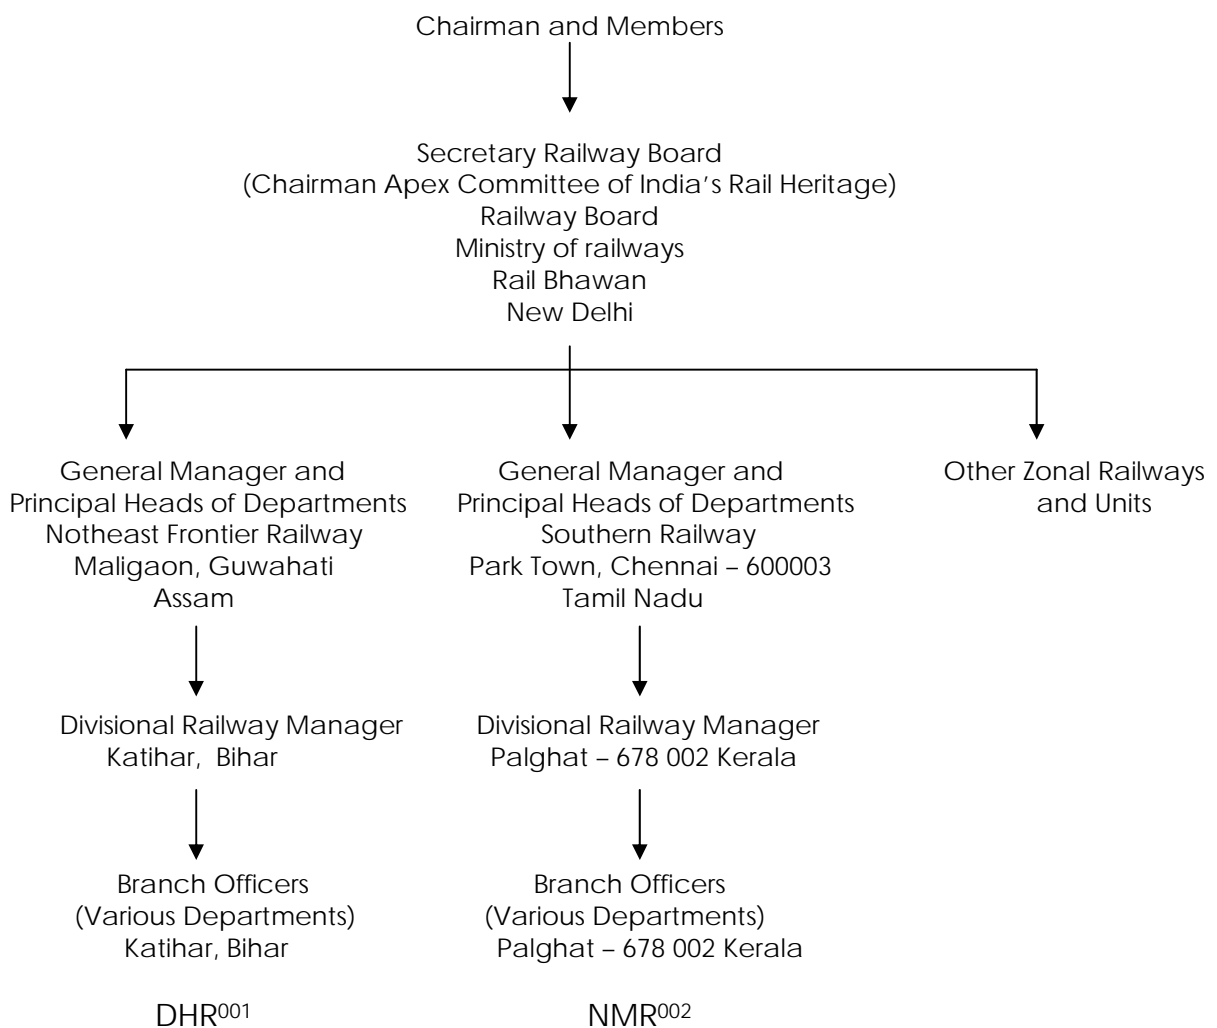 Chairman and Members
Secretary Railway Board
(Chairman Apex Committee of India's Rail Heritage)
Railway Board
Ministry of railways
Rail Bhawan
New Delhi
General Manager and
Principal Heads of Departments
Notheast Frontier Railway
Maligaon, Guwahati
Assam
General Manager and
Principal Heads of Departments
Southern Railway
Park Town, Chennai – 600003
Tamil Nadu
Other Zonal Railways
and Units
Divisional Railway Manager
Katihar, Bihar
Divisional Railway Manager
Palghat – 678 002 Kerala
Branch Officers
(Various Departments)
Katihar, Bihar
Branch Officers
(Various Departments)
Palghat – 678 002 Kerala
DHR001
NMR002